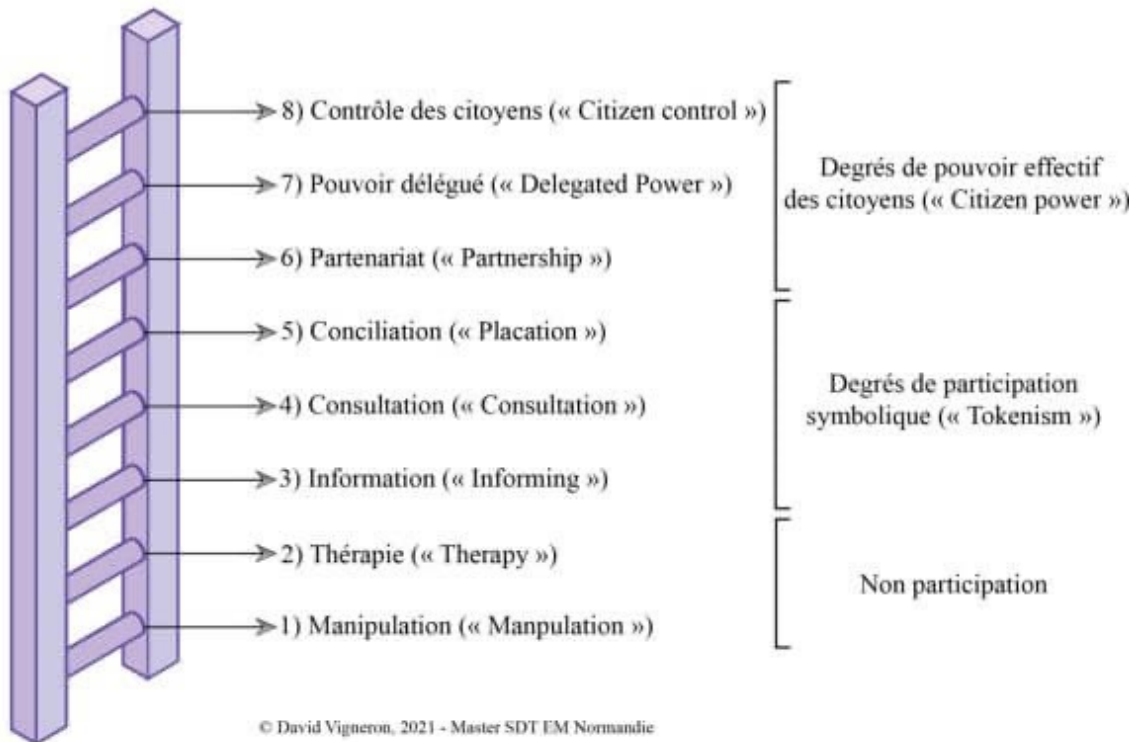 8) Contrôle des citoyens (« Citizen control »)
7) Pouvoir délégué (« Delegated Power »)
Degrés de pouvoir effectif
des citoyens (« Citizen power »)
6) Partenariat (« Partnership »)
5) Conciliation (« Placation »)
4) Consultation (« Consultation »)
Degrés de participation
symbolique (« Tokenism »)
3) Information (« Informing »)
2) Thérapie (« Therapy »)
Non participation
1) Manipulation (« Manpulation »)
© David Vigneron, 2021 - Master SDT EM Normandie